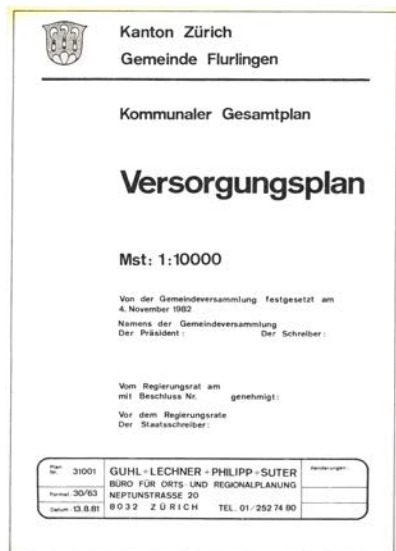 Kanton Zürich
Gemeinde Flurlingen
Kommunaler Gesamtplan
Versorgungsplan
Mst: 1:10000
Von der Gemeindeversammlung festgesetzt am
4. November 1982
Namens der Gemeindeversammlung
Der Präsident: Der Schreiber:
Vom Regierungsrat am
mit Beschluss Nr. genehmigt:
Vor dem Regierungsrate
Der Staatsschreiber:
Plan Nr. 31001
Format 30/63
Datum 13.8.81
GUHL+LECHNER+PHILIPP+SUTER
BÜRO FÜR ORTS- UND REGIONALPLANUNG
NEPTUNSTRASSE 20
8032 ZÜRICH TEL. 01/252 74 80
Aenderungen: